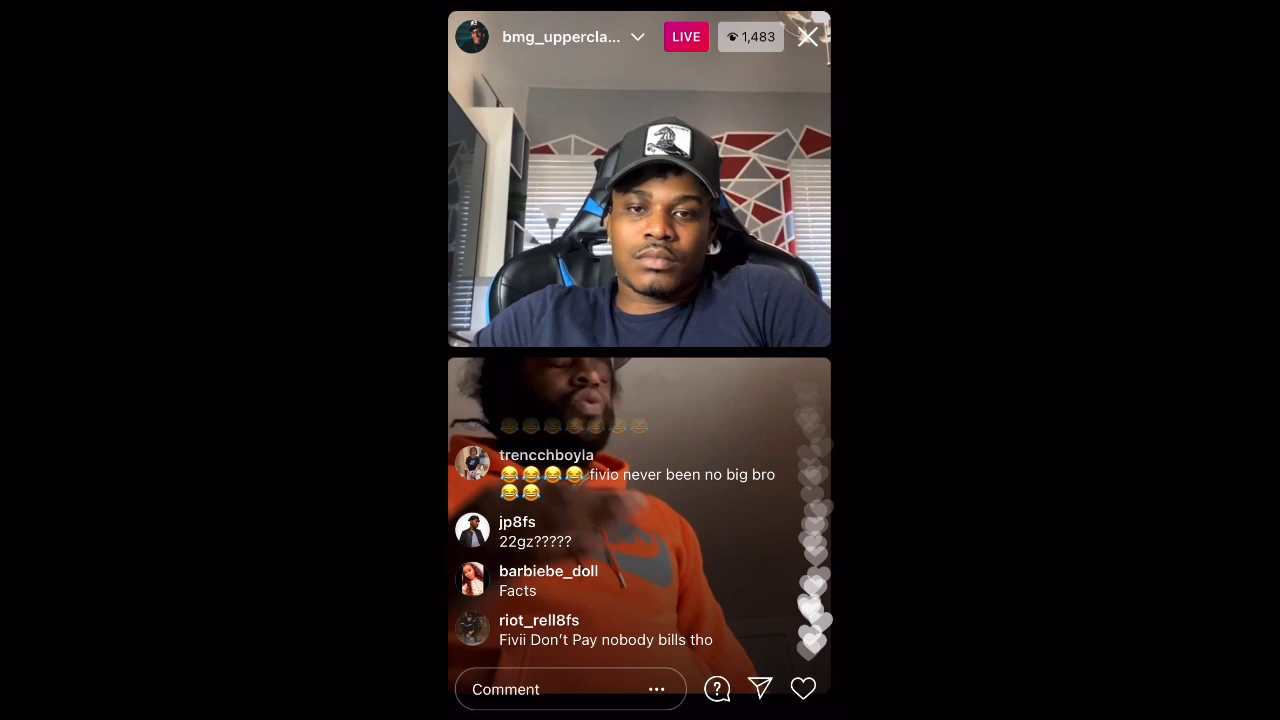 bmg_uppercla...
LIVE
1,483
😂😂😂😂😂😂😂
trencchboyla
😂😂😂😂fivio never been no big bro
😂😂
jp8fs
22gz?????
barbiebe_doll
Facts
riot_rell8fs
Fivii Don't Pay nobody bills tho
Comment